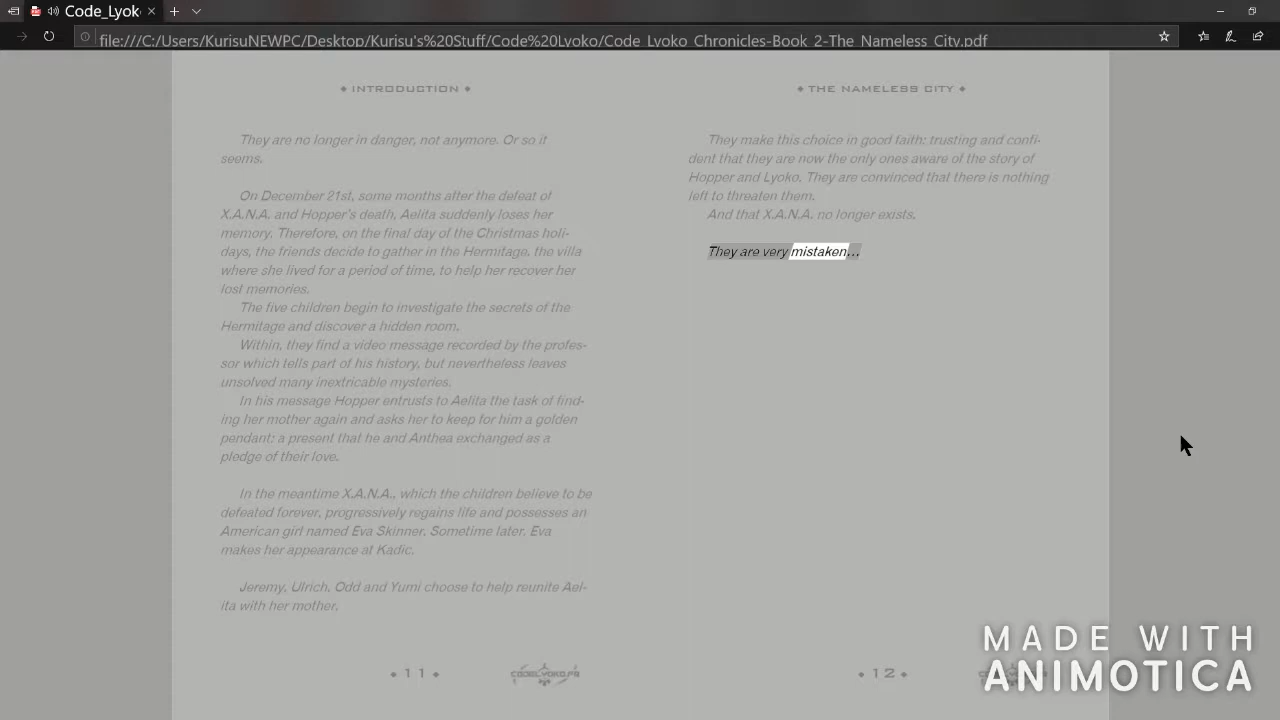 Code_Lyok
file:///C:/Users/KurisuNEWPC/Desktop/Kurisu's%20Stuff/Code%20Lyoko/Code_Lyoko_Chronicles-Book_2-The_Nameless_City.pdf
INTRODUCTION
They are no longer in danger, not anymore. Or so it
seems.
On December 21st, some months after the defeat of
X.A.N.A. and Hopper's death, Aelita suddenly loses her
memory. Therefore, on the final day of the Christmas holi-
days, the friends decide to gather in the Hermitage, the villa
where she lived for a period of time, to help her recover her
lost memories.
The five children begin to investigate the secrets of the
Hermitage and discover a hidden room.
Within, they find a video message recorded by the profes-
sor which tells part of his history, but nevertheless leaves
unsolved many inextricable mysteries.
In his message Hopper entrusts to Aelita the task of find-
ing her mother again and asks her to keep for him a golden
pendant: a present that he and Anthea exchanged as a
pledge of their love.
In the meantime X.A.N.A., which the children believe to be
defeated forever, progressively regains life and possesses an
American girl named Eva Skinner. Sometime later, Eva
makes her appearance at Kadic.
Jeremy, Ulrich, Odd and Yumi choose to help reunite Ael-
ita with her mother.
11
CODELYOKO.FR
THE NAMELESS CITY
They make this choice in good faith: trusting and confi-
dent that they are now the only ones aware of the story of
Hopper and Lyoko. They are convinced that there is nothing
left to threaten them.
And that X.A.N.A. no longer exists.
They are very mistaken...
12
MADE WITH
ANIMOTICA